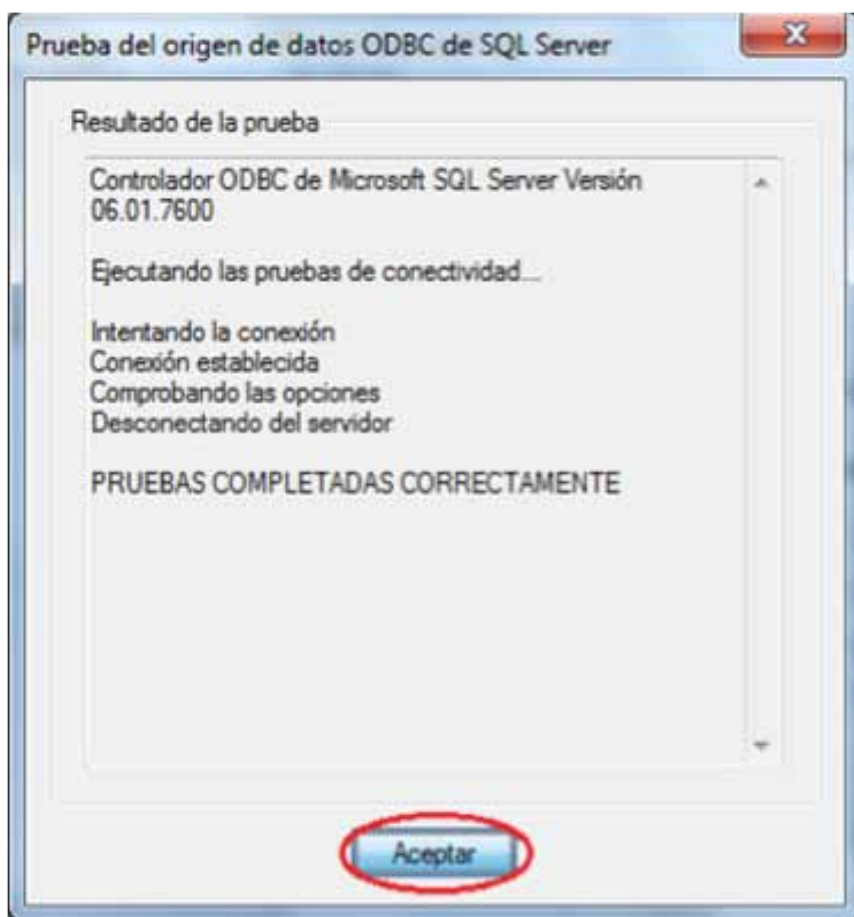 Prueba del origen de datos ODBC de SQL Server
Resultado de la prueba
Controlador ODBC de Microsoft SQL Server Versión
06.01.7600
Ejecutando las pruebas de conectividad...
Intentando la conexión
Conexión establecida
Comprobando las opciones
Desconectando del servidor
PRUEBAS COMPLETADAS CORRECTAMENTE
Aceptar